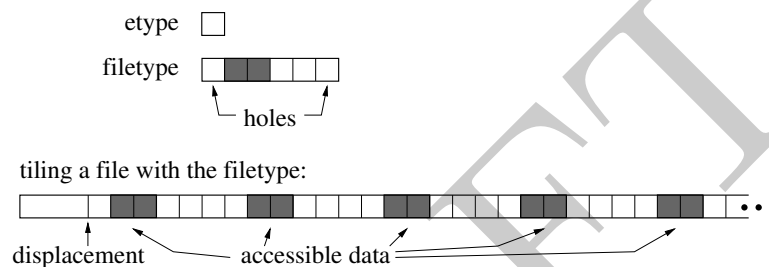 etype
filetype
holes
tiling a file with the filetype:
displacement
accessible data